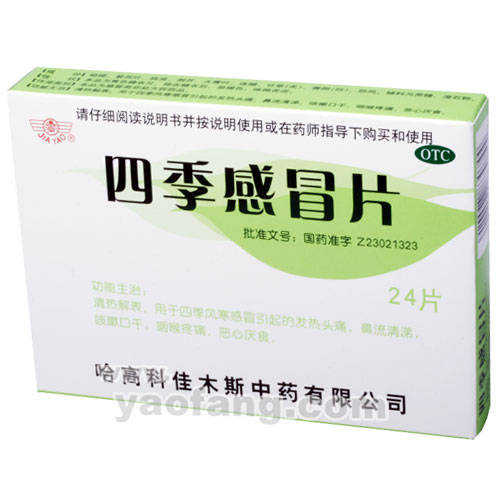 请仔细阅读说明书并按说明使用或在药师指导下购买和使用
JIA YAO
OTC
四季感冒片
批准文号：国药准字 Z23021323
24片
功能主治：
清热解表。用于四季风寒感冒引起的发热头痛，鼻流清涕，
咳嗽口干，咽喉疼痛，恶心厌食。
哈高科佳木斯中药有限公司
yaofang.com